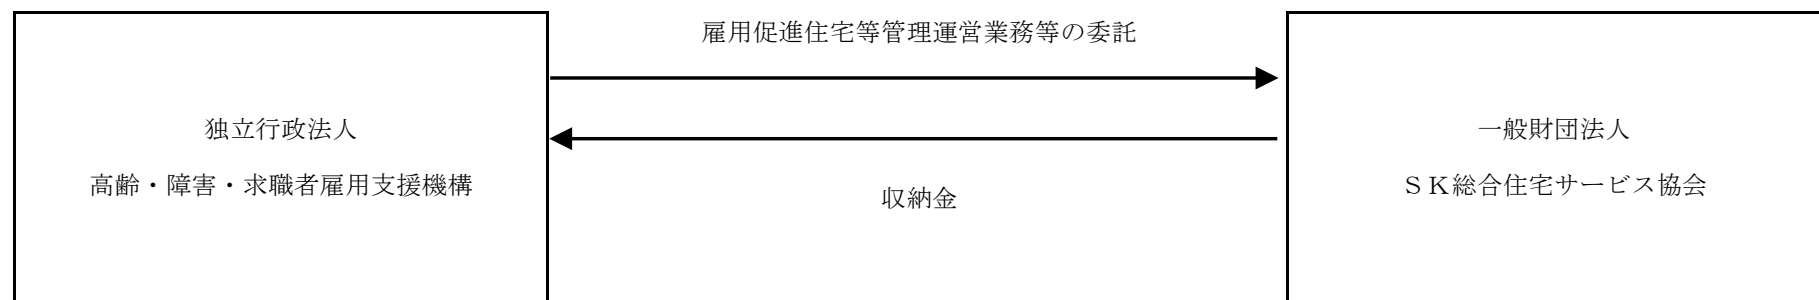 雇用促進住宅等管理運営業務等の委託
独立行政法人
高齢・障害・求職者雇用支援機構
収納金
一般財団法人
ＳＫ総合住宅サービス協会